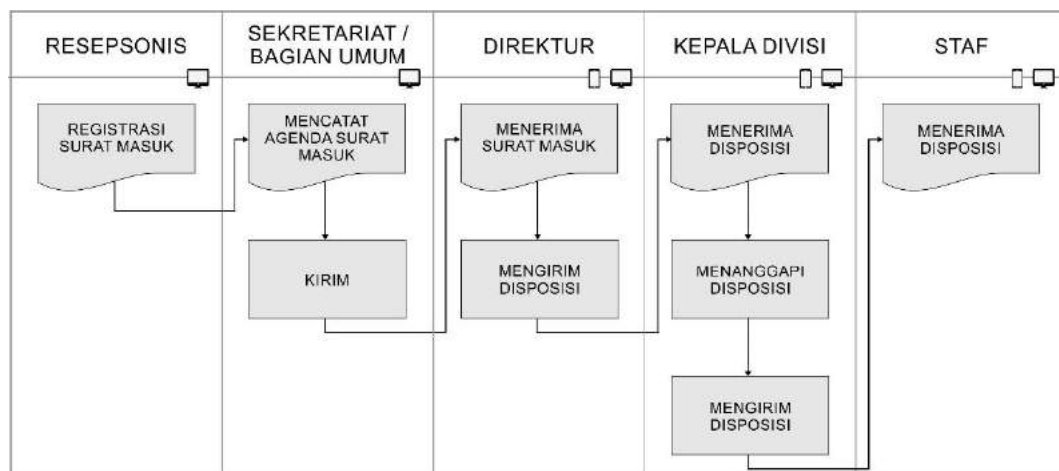 RESEPSONIS
SEKRETARIAT /
BAGIAN UMUM
DIREKTUR
KEPALA DIVISI
STAF
REGISTRASI
SURAT MASUK
MENCATAT
AGENDA SURAT
MASUK
MENERIMA
SURAT MASUK
MENERIMA
DISPOSISI
MENERIMA
DISPOSISI
KIRIM
MENGIRIM
DISPOSISI
MENANGGAPI
DISPOSISI
MENGIRIM
DISPOSISI